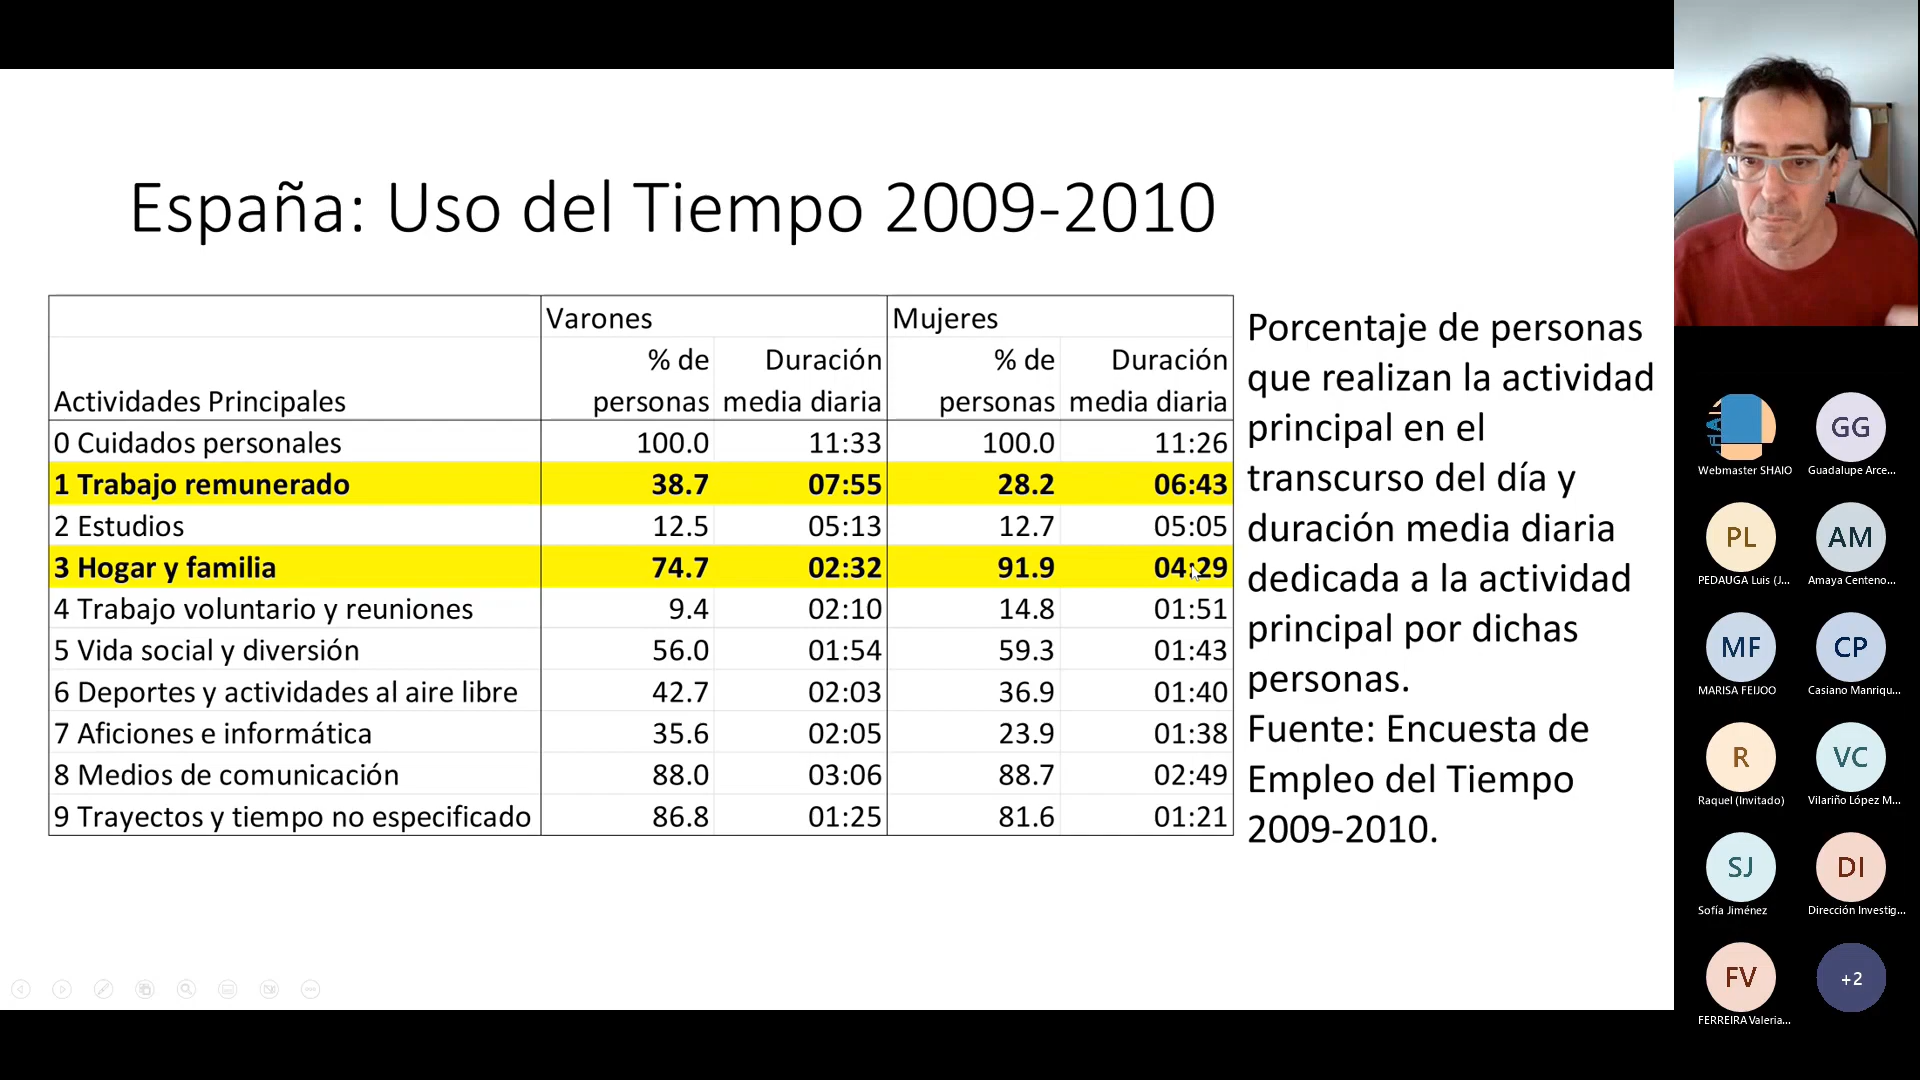 España: Uso del Tiempo 2009-2010
Varones Mujeres
% de Duración % de Duración
Actividades Principales personas media diaria personas media diaria
0 Cuidados personales 100.0 11:33 100.0 11:26
1 Trabajo remunerado 38.7 07:55 28.2 06:43
2 Estudios 12.5 05:13 12.7 05:05
3 Hogar y familia 74.7 02:32 91.9 04:29
4 Trabajo voluntario y reuniones 9.4 02:10 14.8 01:51
5 Vida social y diversión 56.0 01:54 59.3 01:43
6 Deportes y actividades al aire libre 42.7 02:03 36.9 01:40
7 Aficiones e informática 35.6 02:05 23.9 01:38
8 Medios de comunicación 88.0 03:06 88.7 02:49
9 Trayectos y tiempo no especificado 86.8 01:25 81.6 01:21
Porcentaje de personas
que realizan la actividad
principal en el
transcurso del día y
duración media diaria
dedicada a la actividad
principal por dichas
personas.
Fuente: Encuesta de
Empleo del Tiempo
2009-2010.
GG
Webmaster SHAIO Guadalupe Arce...
PL AM
PEDAUGA Luis (J... Amaya Centeno...
MF CP
MARISA FEIJOO Casiano Manriqu...
R VC
Raquel (Invitado) Vilariño López M...
SJ DI
Sofía Jiménez Dirección Investig...
FV +2
FERREIRA Valeria...